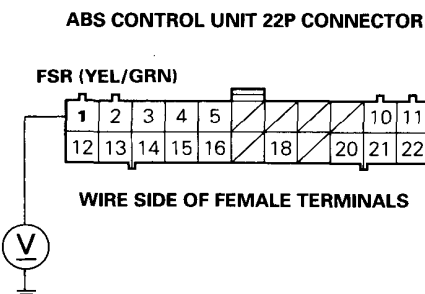 ABS CONTROL UNIT 22P CONNECTOR
FSR (YEL/GRN)
1 2 3 4 5 10 11
12 13 14 15 16 18 20 21 22
WIRE SIDE OF FEMALE TERMINALS
V